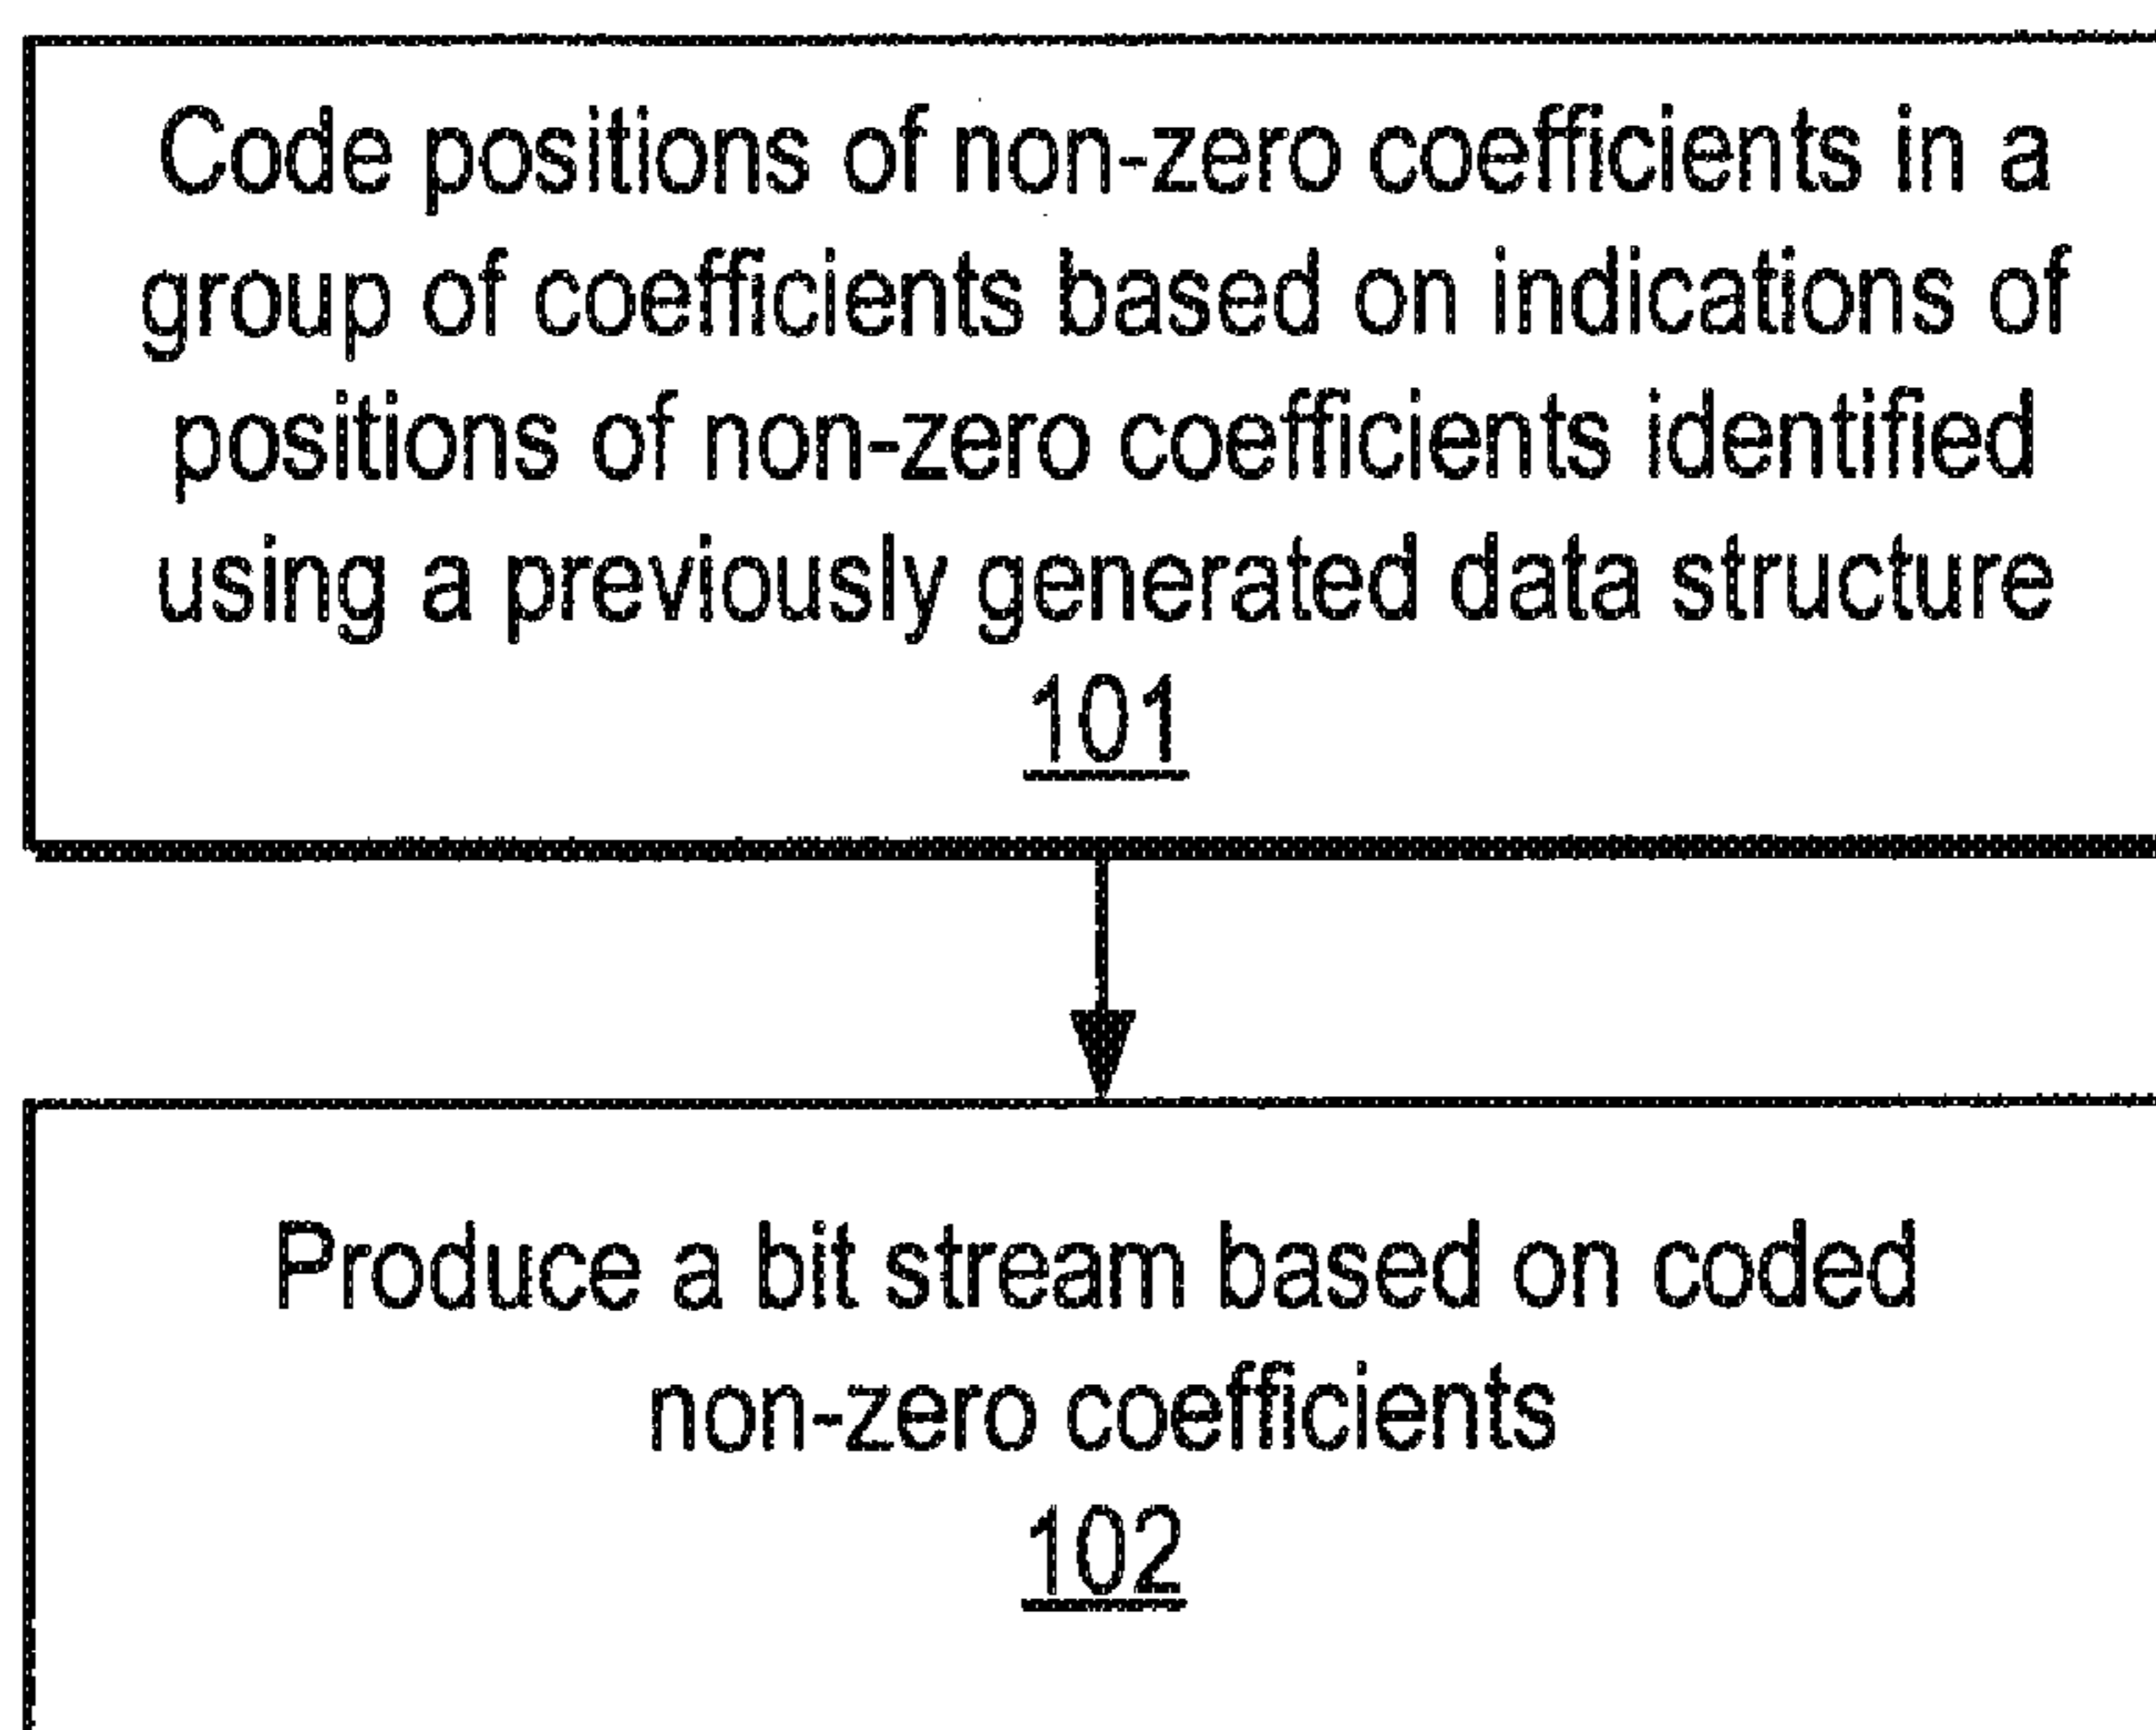 Code positions of non-zero coefficients in a
group of coefficients based on indications of
positions of non-zero coefficients identified
using a previously generated data structure
101
Produce a bit stream based on coded
non-zero coefficients
102